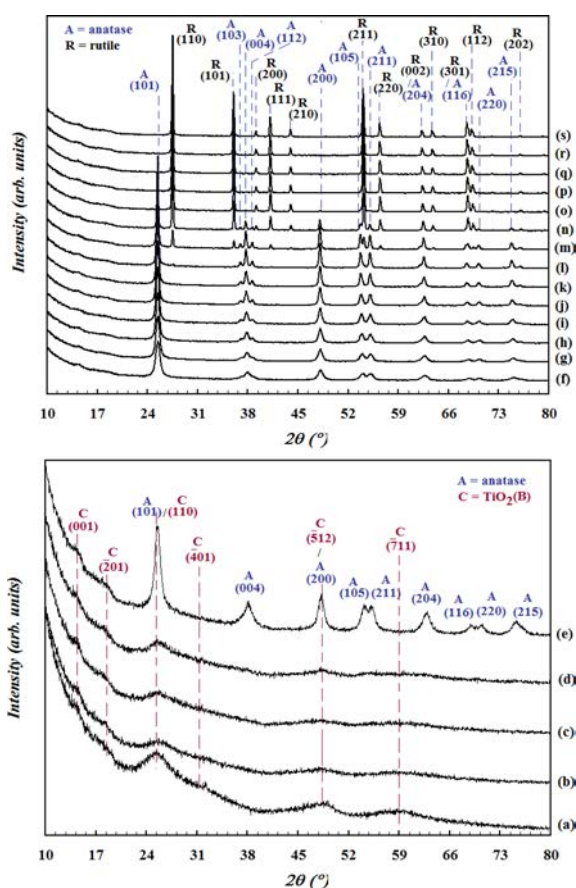 A = anatase
R = rutile
A
(101)
R
(110)
R
(101)
A
(103)
A
(004)
A
(112)
R
(200)
R
(111)
R
(210)
A
(200)
A
(105)
R
(211)
A
(211)
R
(220)
R
(002)
/A
(204)
R
(310)
R
(301)
/A
(116)
R
(112)
A
(220)
A
(215)
R
(202)
(s)
(r)
(q)
(p)
(o)
(n)
(m)
(l)
(k)
(j)
(i)
(h)
(g)
(f)
Intensity (arb. units)
10 17 24 31 38 45 52 59 66 73 80
2θ (°)
A = anatase
C = TiO2(B)
C
(001)
C
(2̄01)
A
(101)/
C
(110)
C
(4̄01)
A
(004)
C
(5̄12)
/
A
(200)
A
(105)
A
(211)
C
(7̄11)
A
(204)
A
(116)
A
(220)
A
(215)
(e)
(d)
(c)
(b)
(a)
Intensity (arb. units)
10 17 24 31 38 45 52 59 66 73 80
2θ (°)